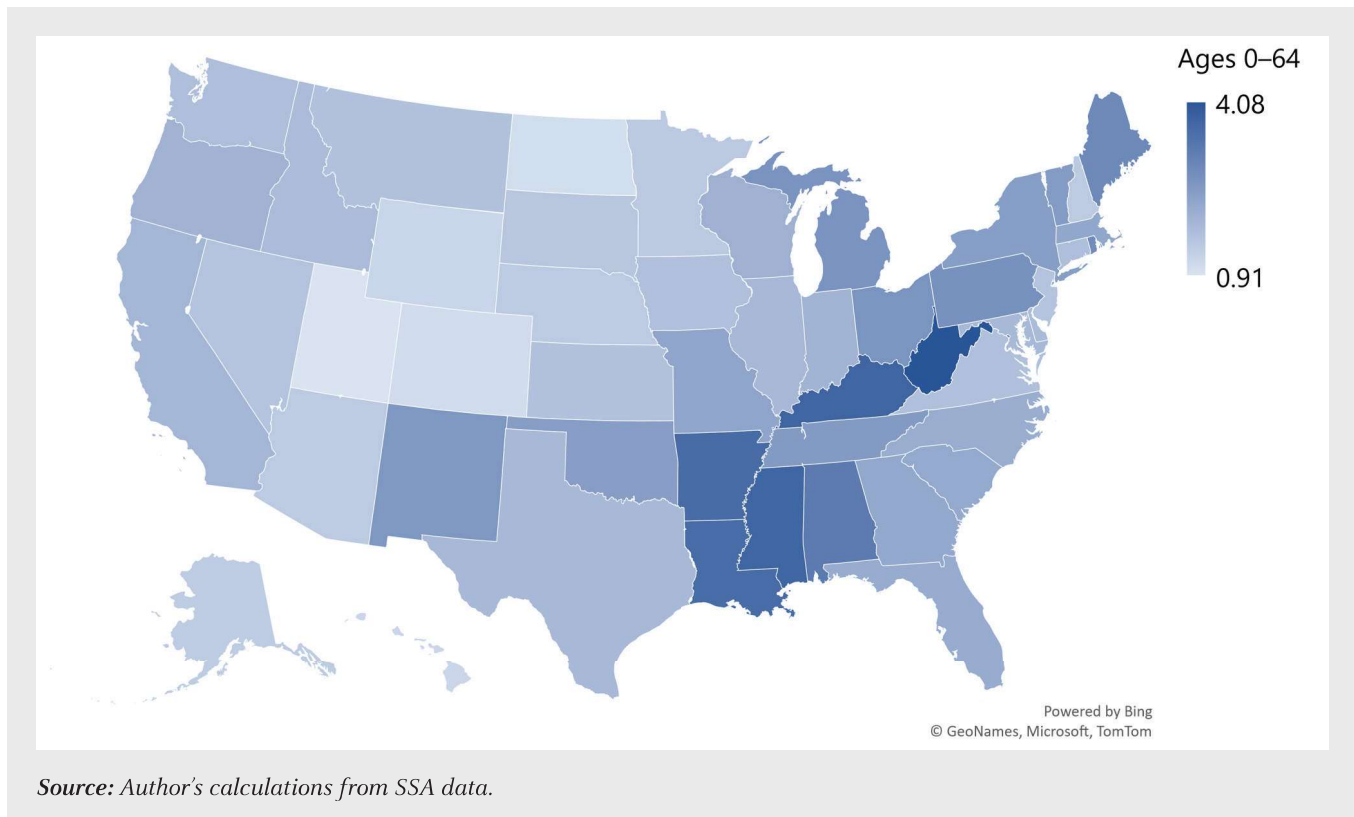 Ages 0–64
4.08
0.91
Powered by Bing
© GeoNames, Microsoft, TomTom
Source: Author’s calculations from SSA data.